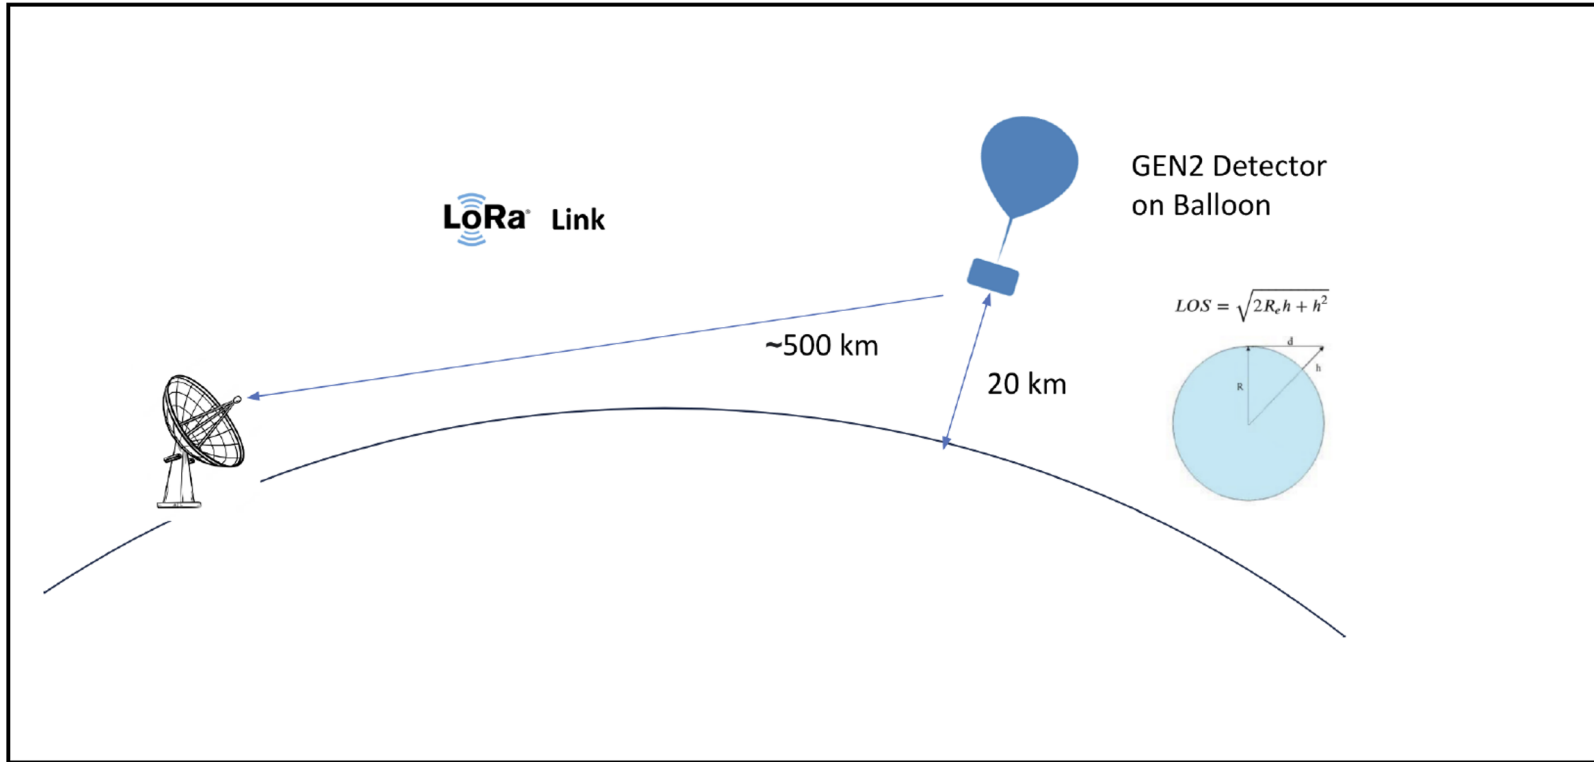 LoRa® Link
GEN2 Detector
on Balloon
LOS = √(2Rₑh + h²)
~500 km
20 km
d
h
R